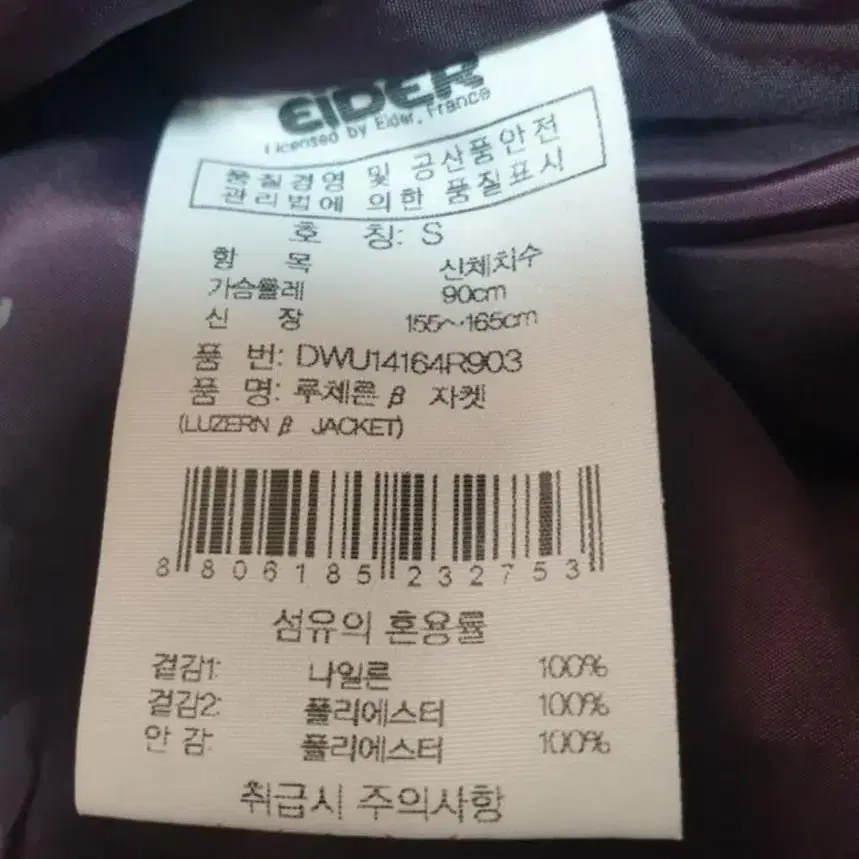 EIDER
Licensed by Eider, France
품질경영 및 공산품안전
관리법에 의한 품질표시
호 칭: S
항 목 신체치수
가슴둘레 90cm
신 장 155~165cm
품 번: DWU14164R903
품 명: 루체른 β 자켓
(LUZERN β JACKET)
8 806185 232753
섬유의 혼용률
겉감1: 나일론 100%
겉감2: 폴리에스터 100%
안 감: 폴리에스터 100%
취급시 주의사항